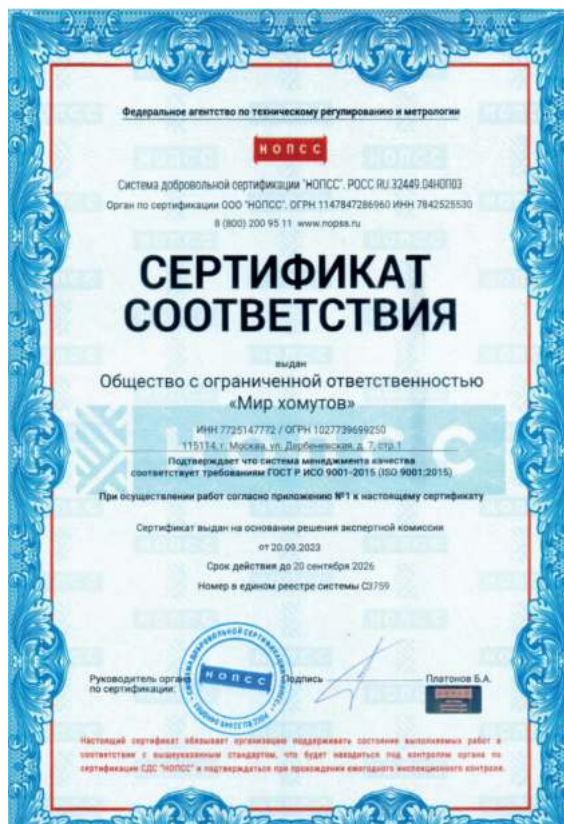 Федеральное агентство по техническому регулированию и метрологии
НОПСС
Система добровольной сертификации "НОПСС". РОСС RU.32449.04НОП03
Орган по сертификации ООО "НОПСС". ОГРН 1147847286960 ИНН 7842525530
8 (800) 200 95 11 www.nopss.ru
СЕРТИФИКАТ
СООТВЕТСТВИЯ
выдан
Общество с ограниченной ответственностью
«Мир хомутов»
ИНН 7725147772 / ОГРН 1027739699250
115114, г. Москва, ул. Дербеневская, д. 7, стр.1
Подтверждает что система менеджмента качества
соответствует требованиям ГОСТ Р ИСО 9001-2015 (ISO 9001:2015)
При осуществлении работ согласно приложению №1 к настоящему сертификату
Сертификат выдан на основании решения экспертной комиссии
от 20.09.2023
Срок действия до 20 сентября 2026
Номер в едином реестре системы С3759
Руководитель органа
по сертификации:
Подпись
Платонов Б.А.
НОПСС
Настоящий сертификат обязывает организацию поддерживать состояние выполняемых работ в
соответствии с вышеуказанным стандартом, что будет находиться под контролем органа по
сертификации СДС "НОПСС" и подтверждаться при прохождении ежегодного инспекционного контроля.